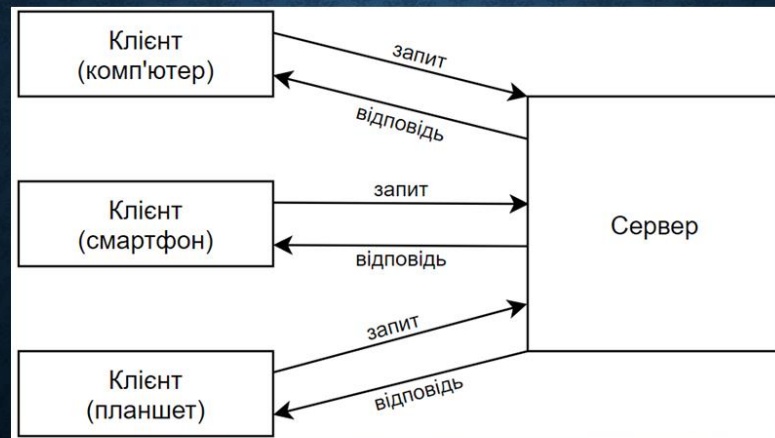 Клієнт
(комп'ютер)
запит
відповідь
Клієнт
(смартфон)
запит
відповідь
Сервер
запит
Клієнт
(планшет)
відповідь